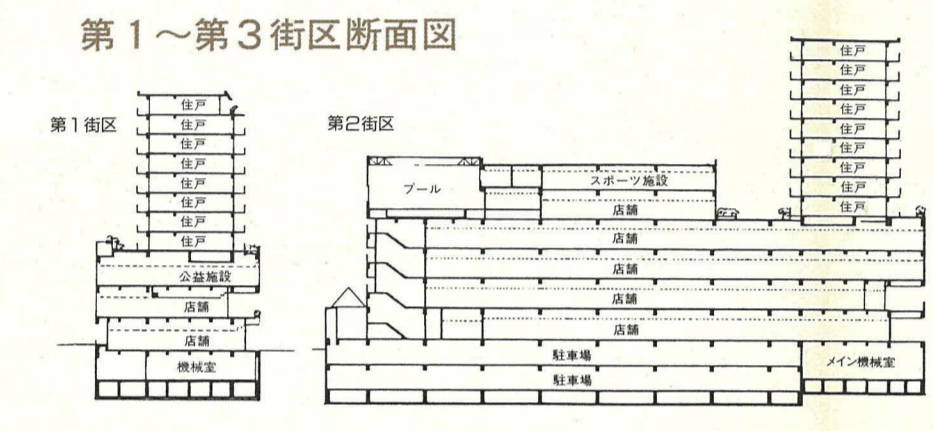 第1～第3街区断面図
第1街区
住戸
住戸
住戸
住戸
住戸
住戸
住戸
住戸
公益施設
店舗
店舗
機械室
第2街区
プール
スポーツ施設
店舗
店舗
店舗
店舗
店舗
駐車場
駐車場
住戸
住戸
住戸
住戸
住戸
住戸
住戸
住戸
住戸
メイン機械室